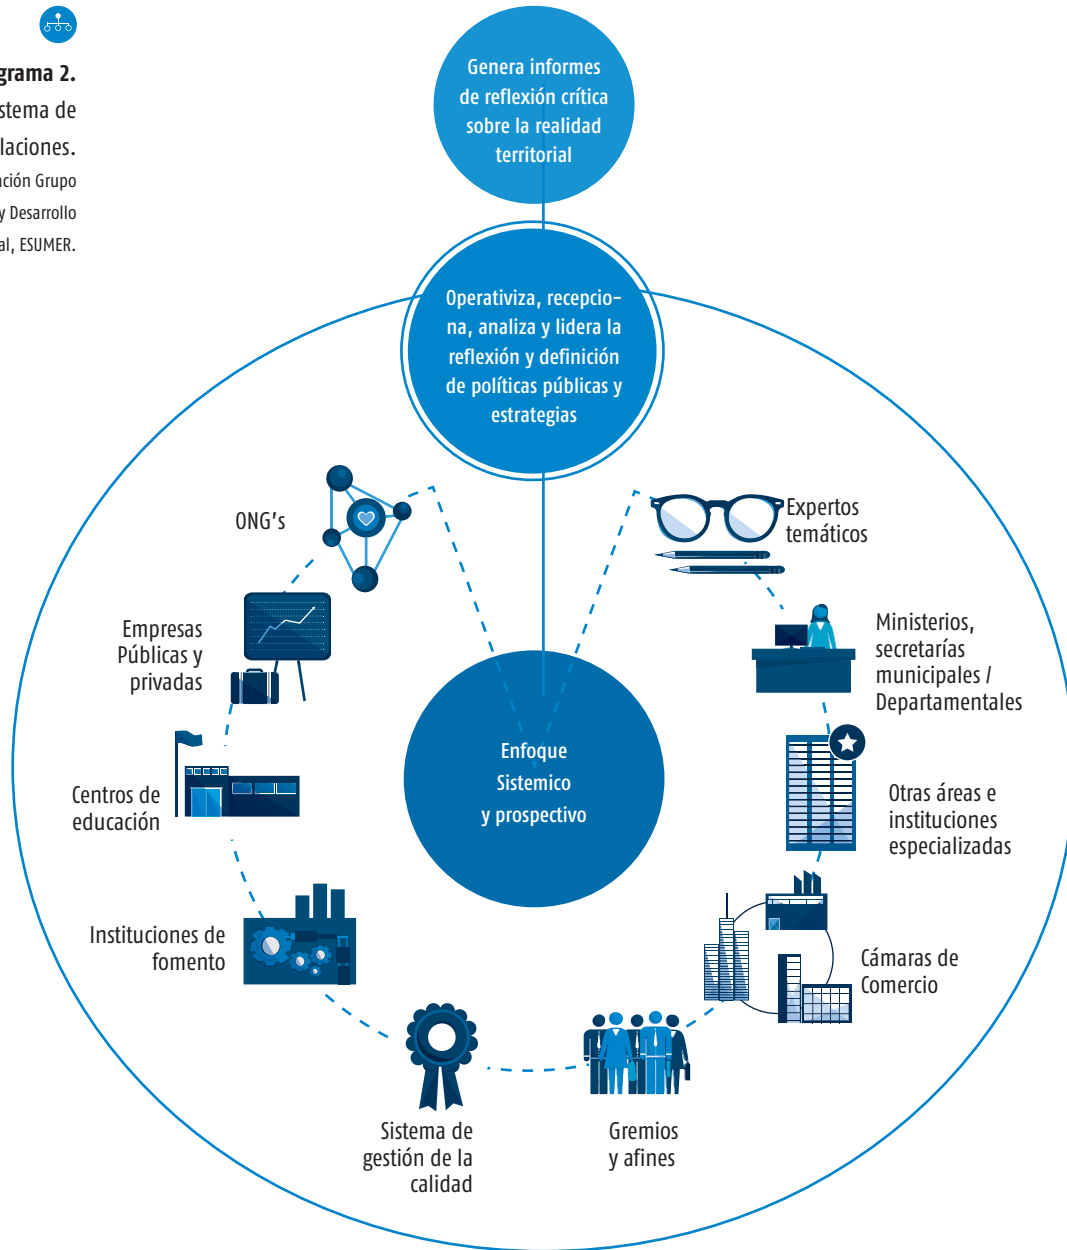 grama 2.
stema de
laciones.
ación Grupo
y Desarrollo
al, ESUMER.
Genera informes
de reflexión crítica
sobre la realidad
territorial
Operativiza, recepcio-
na, analiza y lidera la
reflexión y definición
de políticas públicas y
estrategias
ONG's
Expertos
temáticos
Empresas
Públicas y
privadas
Ministerios,
secretarías
municipales /
Departamentales
Enfoque
Sistemico
y prospectivo
Centros de
educación
Otras áreas e
instituciones
especializadas
Instituciones de
fomento
Cámaras de
Comercio
Sistema de
gestión de la
calidad
Gremios
y afines